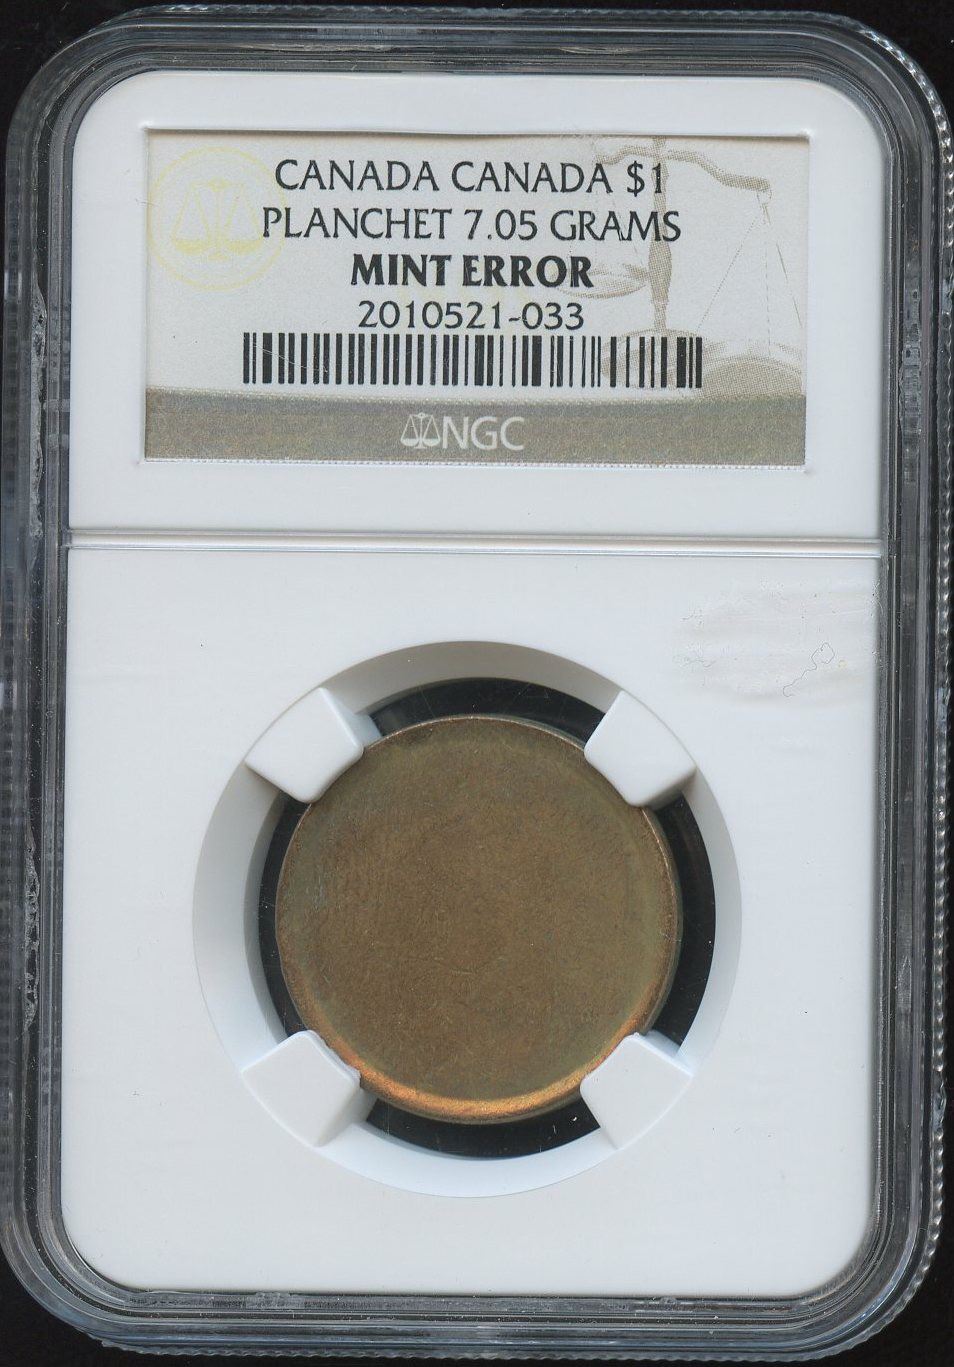 CANADA CANADA $1
PLANCHET 7.05 GRAMS
MINT ERROR
2010521-033
NGC